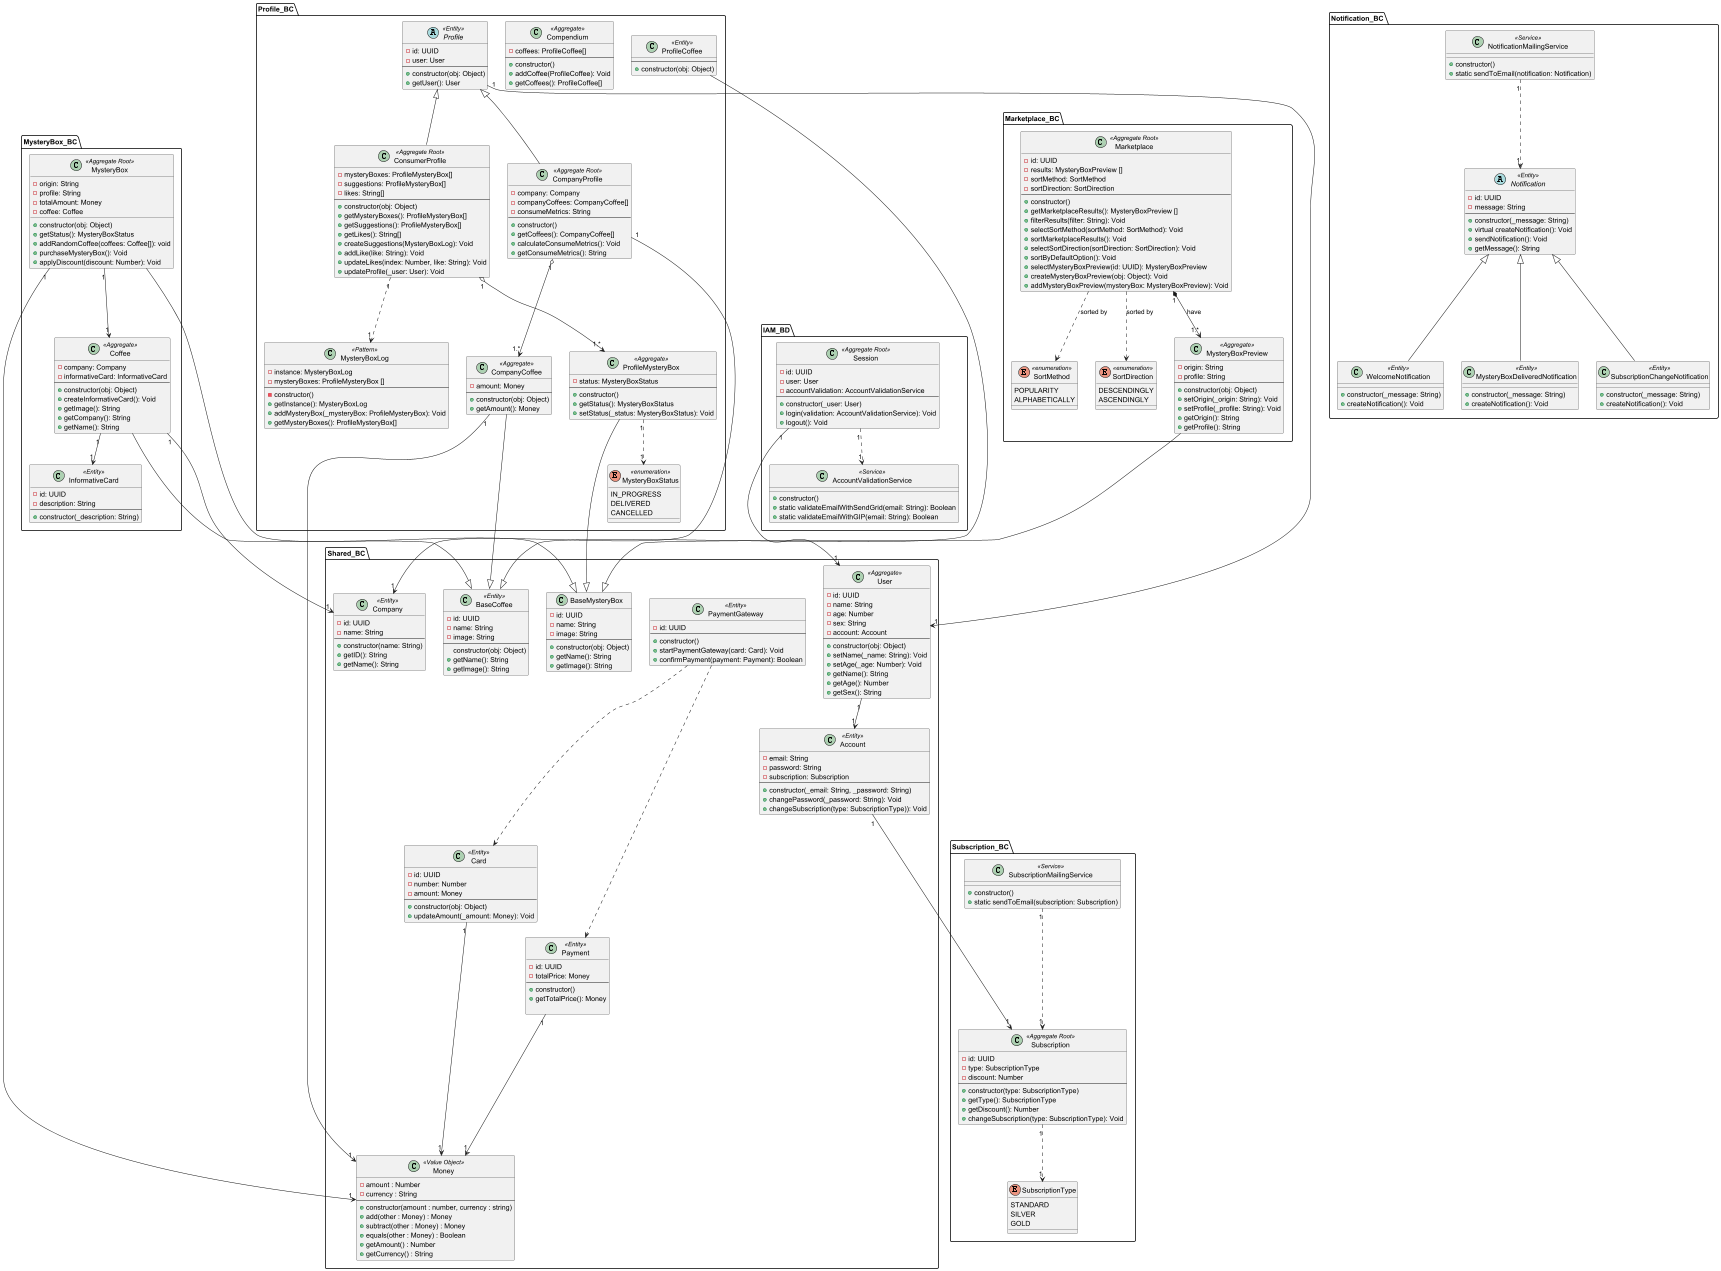 Profile_BC
«Entity»
Profile
id: UUID
user: User
constructor(obj: Object)
getUser(): User
«Aggregate»
Compendium
coffees: ProfileCoffee[]
constructor()
addCoffee(ProfileCoffee): Void
getCoffees(): ProfileCoffee[]
«Entity»
ProfileCoffee
constructor(obj: Object)
«Aggregate Root»
ConsumerProfile
mysteryBoxes: ProfileMysteryBox[]
suggestions: ProfileMysteryBox[]
likes: String[]
constructor(obj: Object)
getMysteryBoxes(): ProfileMysteryBox[]
getSuggestions(): ProfileMysteryBox[]
getLikes(): String[]
createSuggestions(MysteryBoxLog): Void
addLike(like: String): Void
updateLikes(index: Number, like: String): Void
updateProfile(_user: User): Void
«Aggregate Root»
CompanyProfile
company: Company
companyCoffees: CompanyCoffee[]
consumeMetrics: String
constructor()
getCoffees(): CompanyCoffee[]
calculateConsumeMetrics(): Void
getConsumeMetrics(): String
«Pattern»
MysteryBoxLog
instance: MysteryBoxLog
mysteryBoxes: ProfileMysteryBox []
constructor()
getInstance(): MysteryBoxLog
addMysteryBox(_mysteryBox: ProfileMysteryBox): Void
getMysteryBoxes(): ProfileMysteryBox[]
«Aggregate»
CompanyCoffee
amount: Money
constructor(obj: Object)
getAmount(): Money
«Aggregate»
ProfileMysteryBox
status: MysteryBoxStatus
constructor()
getStatus(): MysteryBoxStatus
setStatus(_status: MysteryBoxStatus): Void
«enumeration»
MysteryBoxStatus
IN_PROGRESS
DELIVERED
CANCELLED
MysteryBox_BC
«Aggregate Root»
MysteryBox
origin: String
profile: String
totalAmount: Money
coffee: Coffee
constructor(obj: Object)
getStatus(): MysteryBoxStatus
addRandomCoffee(coffees: Coffee[]): void
purchaseMysteryBox(): Void
applyDiscount(discount: Number): Void
«Aggregate»
Coffee
company: Company
informativeCard: InformativeCard
constructor(obj: Object)
createInformativeCard(): Void
getImage(): String
getCompany(): String
getName(): String
«Entity»
InformativeCard
id: UUID
description: String
constructor(_description: String)
Marketplace_BC
«Aggregate Root»
Marketplace
id: UUID
results: MysteryBoxPreview []
sortMethod: SortMethod
sortDirection: SortDirection
constructor()
getMarketplaceResults(): MysteryBoxPreview []
filterResults(filter: String): Void
selectSortMethod(sortMethod: SortMethod): Void
sortMarketplaceResults(): Void
selectSortDirection(sortDirection: SortDirection): Void
sortByDefaultOption(): Void
selectMysteryBoxPreview(id: UUID): MysteryBoxPreview
createMysteryBoxPreview(obj: Object): Void
addMysteryBoxPreview(mysteryBox: MysteryBoxPreview): Void
sorted by
sorted by
have
«enumeration»
SortMethod
POPULARITY
ALPHABETICALLY
«enumeration»
SortDirection
DESCENDINGLY
ASCENDINGLY
«Aggregate»
MysteryBoxPreview
origin: String
profile: String
constructor(obj: Object)
setOrigin(_origin: String): Void
setProfile(_profile: String): Void
getOrigin(): String
getProfile(): String
Notification_BC
«Service»
NotificationMailingService
constructor()
static sendToEmail(notification: Notification)
«Entity»
Notification
id: UUID
message: String
constructor(_message: String)
virtual createNotification(): Void
sendNotification(): Void
getMessage(): String
«Entity»
WelcomeNotification
constructor(_message: String)
createNotification(): Void
«Entity»
MysteryBoxDeliveredNotification
constructor(_message: String)
createNotification(): Void
«Entity»
SubscriptionChangeNotification
constructor(_message: String)
createNotification(): Void
IAM_BD
«Aggregate Root»
Session
id: UUID
user: User
accountValidation: AccountValidationService
constructor(_user: User)
login(validation: AccountValidationService): Void
logout(): Void
«Service»
AccountValidationService
constructor()
static validateEmailWithSendGrid(email: String): Boolean
static validateEmailWithGIP(email: String): Boolean
Shared_BC
«Entity»
Company
id: UUID
name: String
constructor(name: String)
getID(): String
getName(): String
«Entity»
BaseCoffee
id: UUID
name: String
image: String
constructor(obj: Object)
getName(): String
getImage(): String
BaseMysteryBox
id: UUID
name: String
image: String
constructor(obj: Object)
getName(): String
getImage(): String
«Entity»
PaymentGateway
id: UUID
constructor()
startPaymentGateway(card: Card): Void
confirmPayment(payment: Payment): Boolean
«Aggregate»
User
id: UUID
name: String
age: Number
sex: String
account: Account
constructor(obj: Object)
setName(_name: String): Void
setAge(_age: Number): Void
getName(): String
getAge(): Number
getSex(): String
«Entity»
Account
email: String
password: String
subscription: Subscription
constructor(_email: String, _password: String)
changePassword(_password: String): Void
changeSubscription(type: SubscriptionType)): Void
«Entity»
Card
id: UUID
number: Number
amount: Money
constructor(obj: Object)
updateAmount(_amount: Money): Void
«Entity»
Payment
id: UUID
totalPrice: Money
constructor()
getTotalPrice(): Money
«Value Object»
Money
amount : Number
currency : String
constructor(amount : number, currency : string)
add(other : Money) : Money
subtract(other : Money) : Money
equals(other : Money) : Boolean
getAmount() : Number
getCurrency() : String
Subscription_BC
«Service»
SubscriptionMailingService
constructor()
static sendToEmail(subscription: Subscription)
«Aggregate Root»
Subscription
id: UUID
type: SubscriptionType
discount: Number
constructor(type: SubscriptionType)
getType(): SubscriptionType
getDiscount(): Number
changeSubscription(type: SubscriptionType): Void
SubscriptionType
STANDARD
SILVER
GOLD